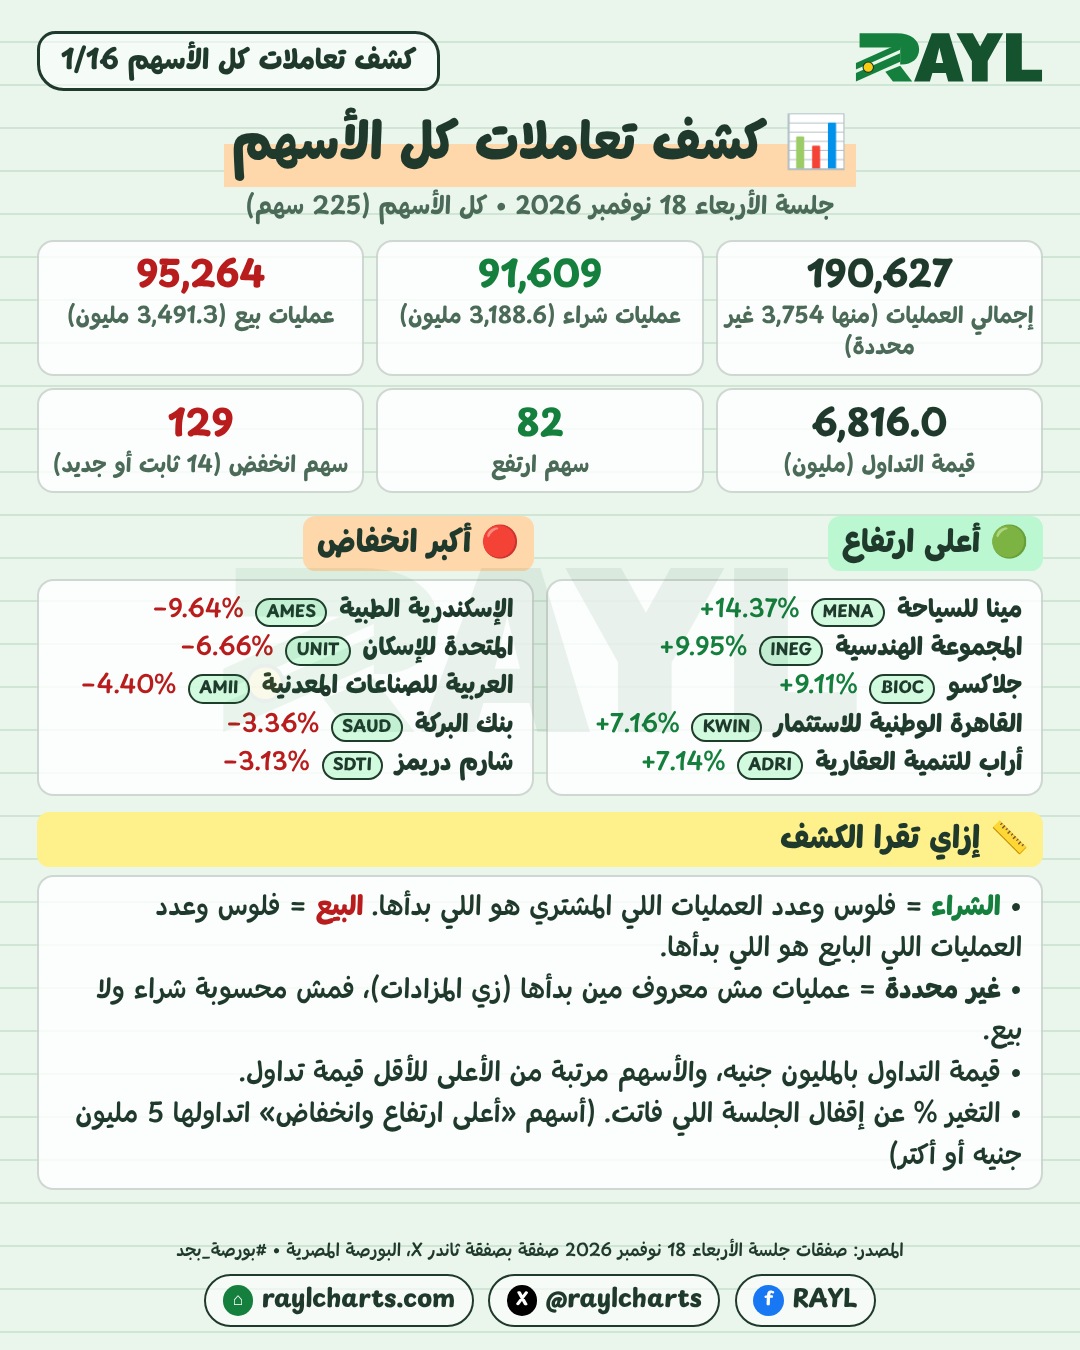 RAYL
كشف تعاملات كل الأسهم 1/16
📊 كشف تعاملات كل الأسهم
جلسة الأربعاء 18 نوفمبر 2026 • كل الأسهم (225 سهم)
190,627
إجمالي العمليات (منها 3,754 غير
محددة)
91,609
عمليات شراء (3,188.6 مليون)
95,264
عمليات بيع (3,491.3 مليون)
6,816.0
قيمة التداول (مليون)
82
سهم ارتفع
129
سهم انخفض (14 ثابت أو جديد)
🟢 أعلى ارتفاع
مينا للسياحة MENA +14.37%
المجموعة الهندسية INEG +9.95%
جلاكسو BIOC +9.11%
القاهرة الوطنية للاستثمار KWIN +7.16%
أراب للتنمية العقارية ADRI +7.14%
🔴 أكبر انخفاض
الإسكندرية الطبية AMES −9.64%
المتحدة للإسكان UNIT −6.66%
العربية للصناعات المعدنية AMII −4.40%
بنك البركة SAUD −3.36%
شارم دريمز SDTI −3.13%
📏 إزاي تقرا الكشف
• الشراء = فلوس وعدد العمليات اللي المشتري هو اللي بدأها. البيع = فلوس وعدد
العمليات اللي البايع هو اللي بدأها.
• غير محددة = عمليات مش معروف مين بدأها (زي المزادات)، فمش محسوبة شراء ولا
بيع.
• قيمة التداول بالمليون جنيه، والأسهم مرتبة من الأعلى للأقل قيمة تداول.
• التغير % عن إقفال الجلسة اللي فاتت. (أسهم «أعلى ارتفاع وانخفاض» اتداولها 5 مليون
جنيه أو أكتر)
المصدر: صفقات جلسة الأربعاء 18 نوفمبر 2026 صفقة بصفقة ثاندر X، البورصة المصرية • #بورصة_بجد
RAYL
@raylcharts
raylcharts.com